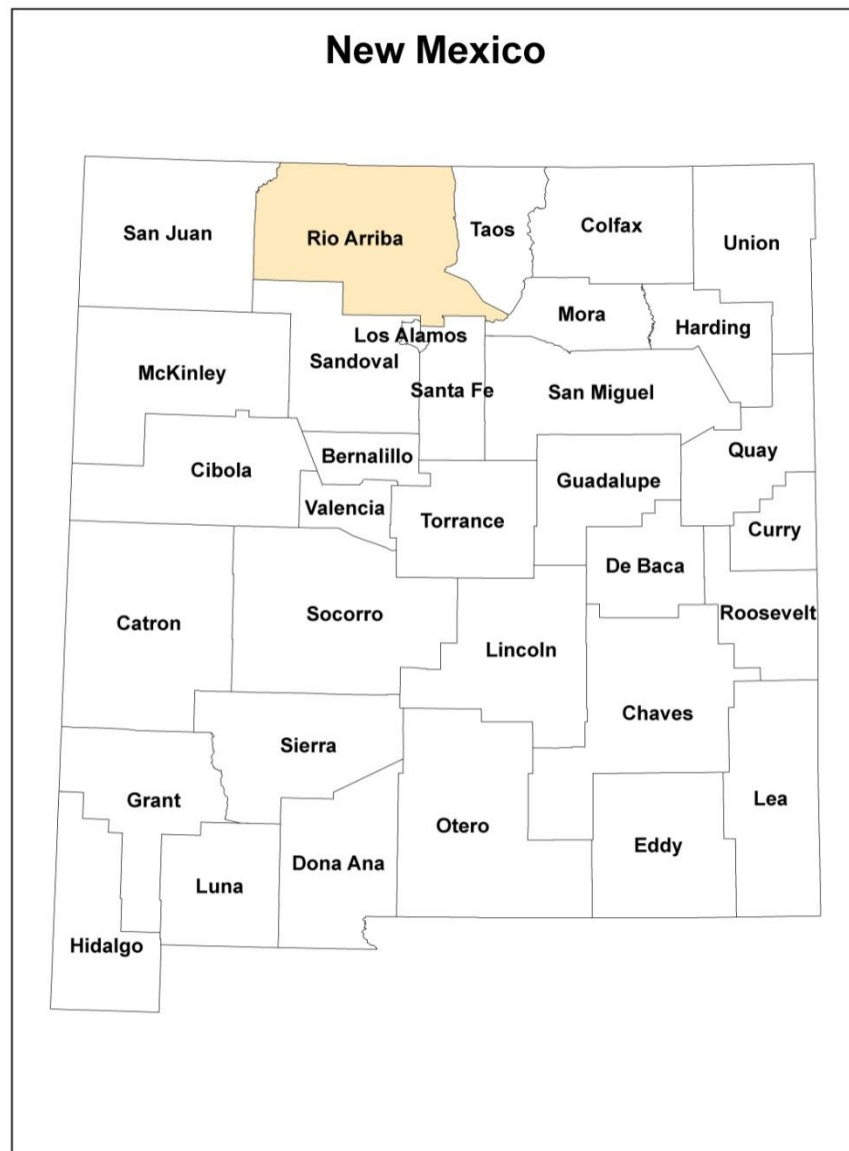 New Mexico
San Juan
Rio Arriba
Taos
Colfax
Union
Mora
Harding
Los Alamos
Sandoval
McKinley
Santa Fe
San Miguel
Quay
Bernalillo
Cibola
Guadalupe
Valencia
Torrance
Curry
De Baca
Roosevelt
Catron
Socorro
Lincoln
Chaves
Sierra
Grant
Lea
Otero
Eddy
Dona Ana
Luna
Hidalgo